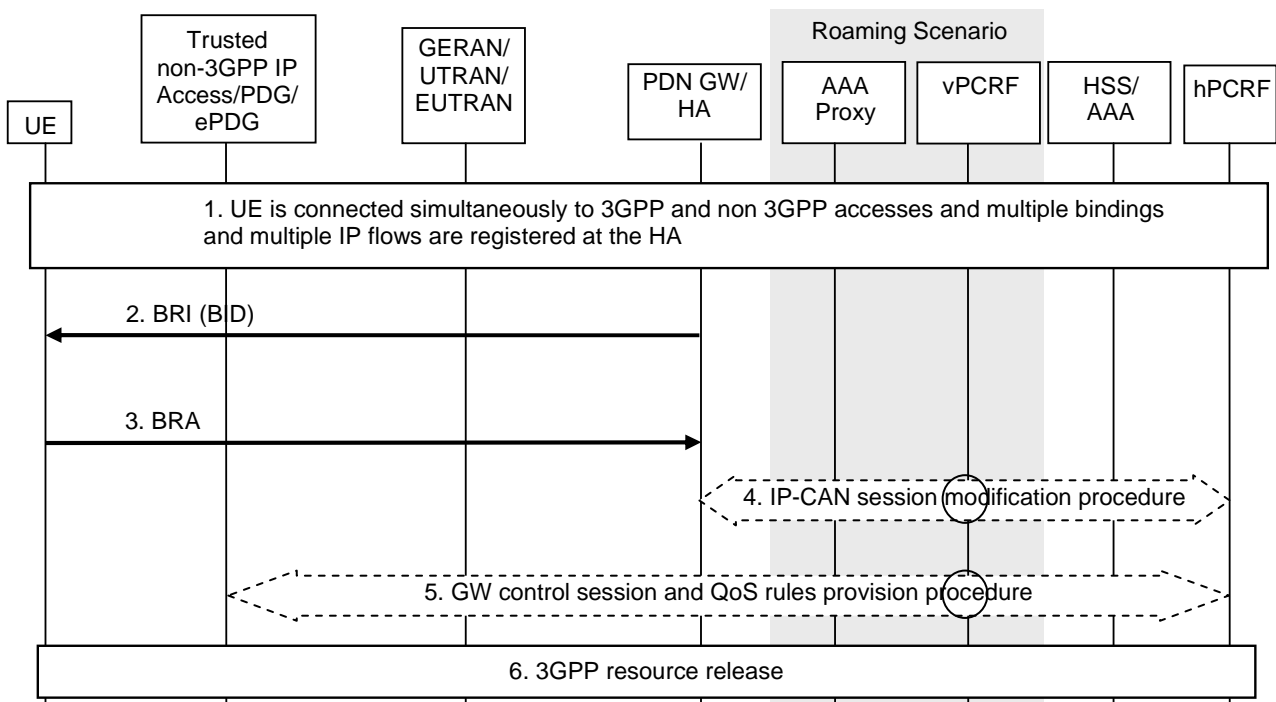 Roaming Scenario
UE
Trusted
non-3GPP IP
Access/PDG/
ePDG
GERAN/
UTRAN/
EUTRAN
PDN GW/
HA
AAA
Proxy
vPCRF
HSS/
AAA
hPCRF
1. UE is connected simultaneously to 3GPP and non 3GPP accesses and multiple bindings
and multiple IP flows are registered at the HA
2. BRI (BID)
3. BRA
4. IP-CAN session modification procedure
5. GW control session and QoS rules provision procedure
6. 3GPP resource release